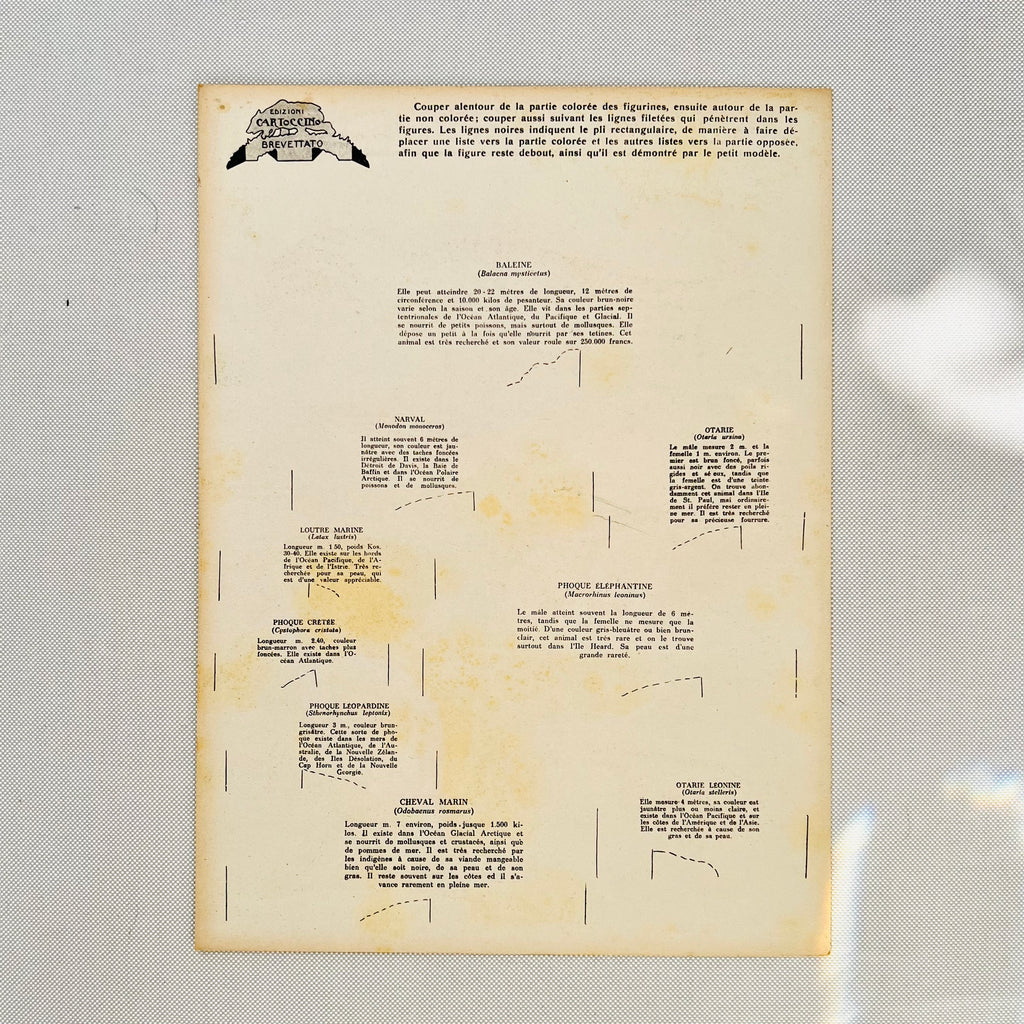 EDIZIONI
CARTOCCINO
BREVETTATO
Couper alentour de la partie colorée des figurines, ensuite autour de la par-
tie non colorée; couper aussi suivant les lignes filetées qui pénètrent dans les
figures. Les lignes noires indiquent le pli rectangulaire, de manière à faire dé-
placer une liste vers la partie colorée et les autres listes vers la partie opposée,
afin que la figure reste debout, ainsi qu'il est démontré par le petit modèle.
BALEINE
(Balaena mysticetus)
Elle peut atteindre 20-22 mètres de longueur, 12 mètres de
circonférence et 10.000 kilos de pesanteur. Sa couleur brun-noire
varie selon la saison et son âge. Elle vit dans les parties sep-
tentrionales de l'Océan Atlantique, du Pacifique et Glacial. Il
se nourrit de petits poissons, mais surtout de mollusques. Elle
dépose un petit à la fois qu'elle nourrit par ses tetines. Cet
animal est très recherché et son valeur roule sur 250.000 francs.
NARVAL
(Monodon monoceros)
Il atteint souvent 6 mètres de
longueur, son couleur est jau-
nâtre avec des taches foncées
irrégulières. Il existe dans le
Détroit de Davis, la Baie de
Baffin et dans l'Océan Polaire
Arctique. Il se nourrit de
poissons et de mollusques.
OTARIE
(Otaria ursina)
Le mâle mesure 2 m. et la
femelle 1 m. environ. Le pre-
mier est brun foncé, parfois
aussi noir avec des poils ri-
gides et séteux, tandis que
la femelle est d'une teinte
gris-argent. On trouve abon-
damment cet animal dans l'Ile
de St. Paul, mai ordinaire-
ment il préfère rester en plei-
ne mer. Il est très recherché
pour sa précieuse fourrure.
LOUTRE MARINE
(Latax lustris)
Longueur m. 1 50, poids Kos.
30-40. Elle existe sur les bords
de l'Océan Pacifique, de l'A-
frique et de l'Istrie. Très re-
cherchée pour sa peau, qui
est d'une valeur appréciable.
PHOQUE ELÉPHANTINE
(Macrorhinus leoninus)
Le mâle atteint souvent la longueur de 6 mè-
tres, tandis que la femelle ne mesure que la
moitié. D'une couleur gris-bleuâtre ou bien brun-
clair, cet animal est très rare et on le trouve
surtout dans l'Ile Heard. Sa peau est d'une
grande rareté.
PHOQUE CRÉTÉE
(Cystophora cristata)
Longueur m. 2.40, couleur
brun-marron avec taches plus
foncées. Elle existe dans l'O-
céan Atlantique.
PHOQUE LÉOPARDINE
(Sthrnorhynchus leptonix)
Longueur 3 m., couleur brun-
grisâtre. Cette sorte de pho-
que existe dans les mers de
l'Océan Atlantique, de l'Au-
stralie, de la Nouvelle Zélan-
de, des Iles Désolation, du
Cap Horn et de la Nouvelle
Georgie.
OTARIE LÉONINE
(Otaria stelleris)
Elle mesure 4 mètres, sa couleur est
jaunâtre plus ou moins claire, et
existe dans l'Océan Pacifique et sur
les côtes de l'Amérique et de l'Asie.
Elle est recherchée à cause de son
gras et de sa peau.
CHEVAL MARIN
(Odobaenus rosmarus)
Longueur m. 7 environ, poids jusque 1.500 ki-
los. Il existe dans l'Océan Glacial Arctique et
se nourrit de mollusques et crustacés, ainsi que
de pommes de mer. Il est très recherché par
les indigènes à cause de sa viande mangeable
bien qu'elle soit noire, de sa peau et de son
gras. Il reste souvent sur les côtes ed il s'a-
vance rarement en pleine mer.